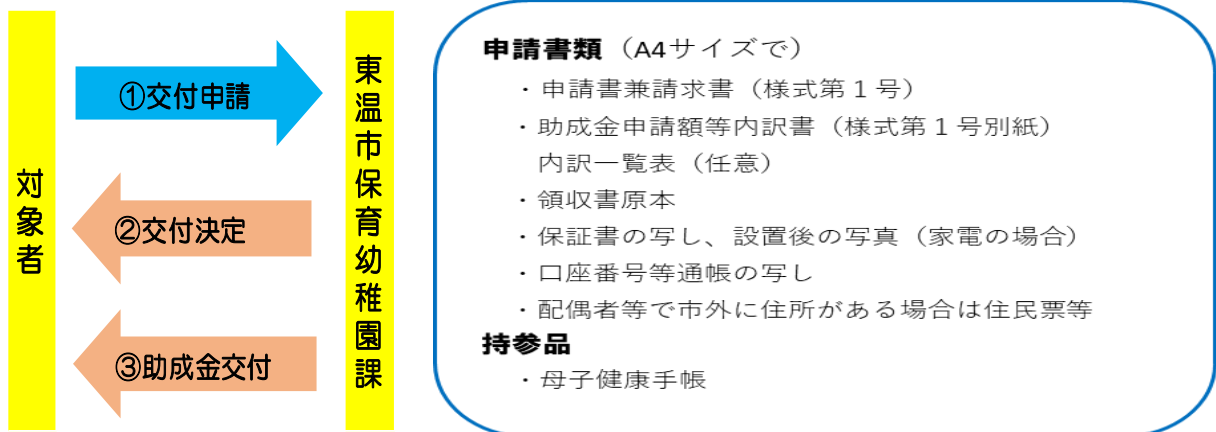 対象者
①交付申請
②交付決定
③助成金交付
東温市保育幼稚園課
申請書類（A4サイズで）
・申請書兼請求書（様式第１号）
・助成金申請額等内訳書（様式第１号別紙）
内訳一覧表（任意）
・領収書原本
・保証書の写し、設置後の写真（家電の場合）
・口座番号等通帳の写し
・配偶者等で市外に住所がある場合は住民票等
持参品
・母子健康手帳